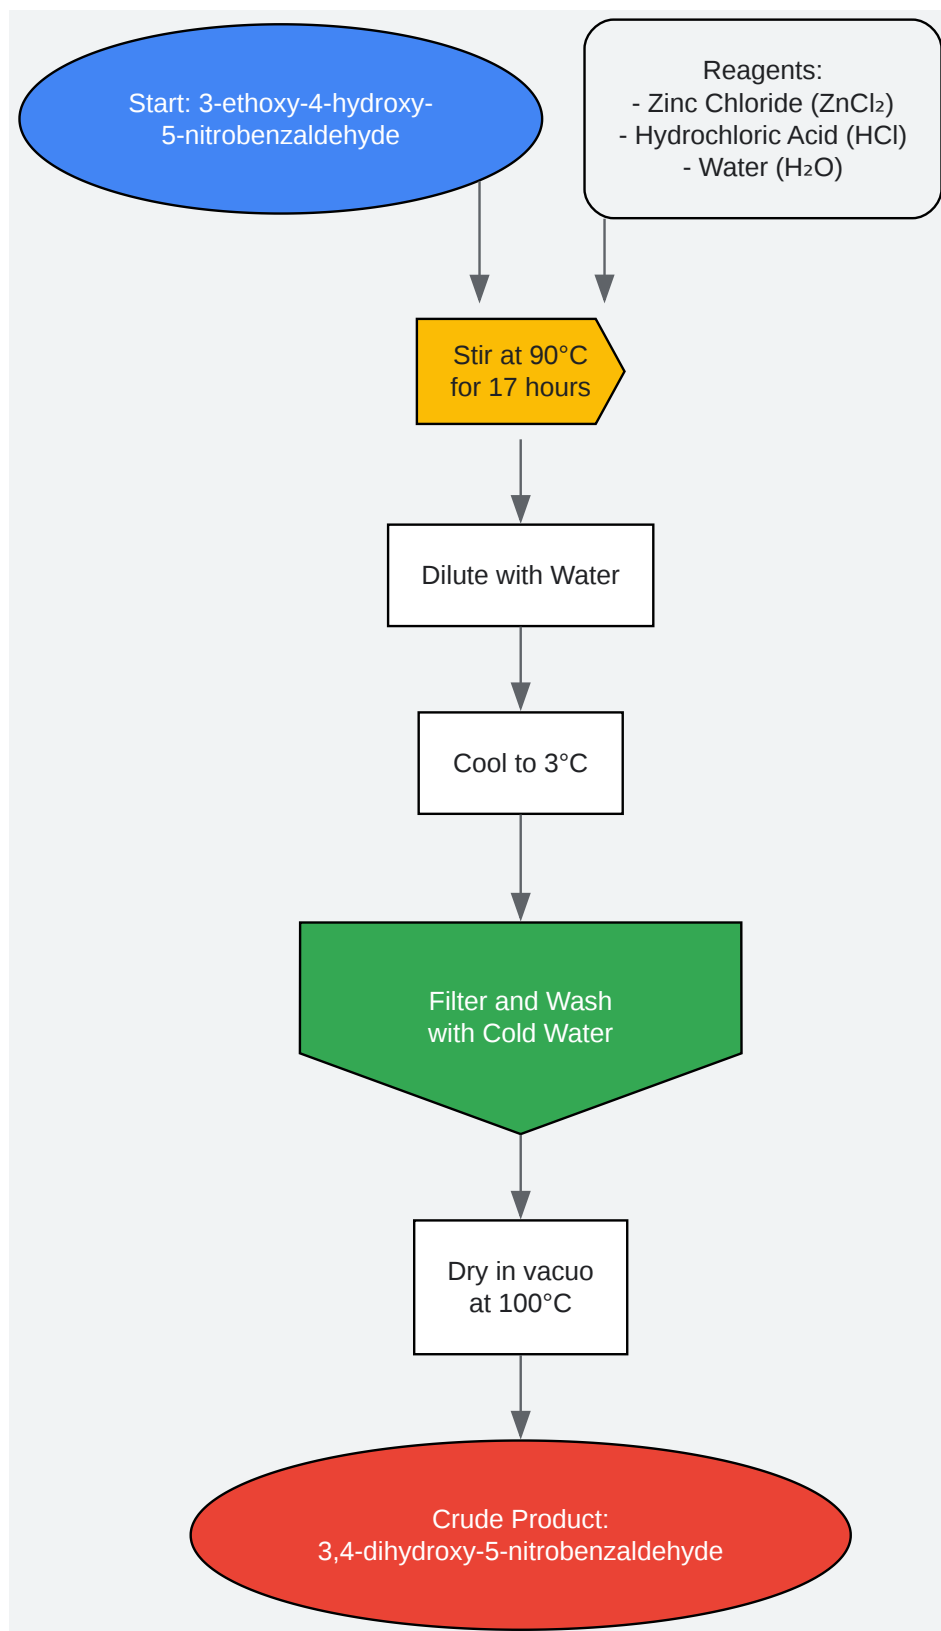 Start: 3-ethoxy-4-hydroxy-
5-nitrobenzaldehyde
Reagents:
- Zinc Chloride (ZnCl₂)
- Hydrochloric Acid (HCl)
- Water (H₂O)
Stir at 90°C
for 17 hours
Dilute with Water
Cool to 3°C
Filter and Wash
with Cold Water
Dry in vacuo
at 100°C
Crude Product:
3,4-dihydroxy-5-nitrobenzaldehyde